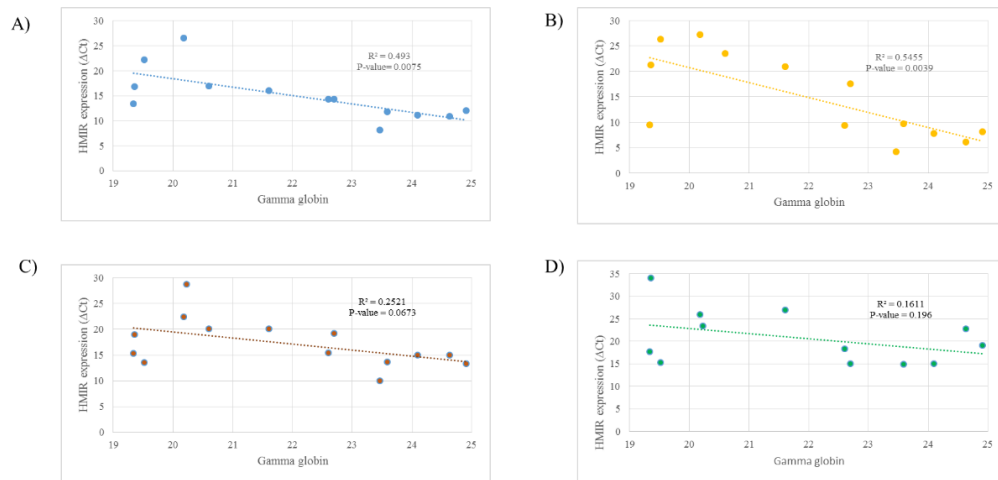 A)
30
25
20
15
10
5
0
HMIR expression (ΔCt)
R² = 0.493
P-value= 0.0075
19 20 21 22 23 24 25
Gamma globin
B)
30
25
20
15
10
5
0
HMIR expression (ΔCt)
R² = 0.5455
P-value = 0.0039
19 20 21 22 23 24 25
Gamma globin
C)
30
25
20
15
10
5
0
HMIR expression (ΔCt)
R² = 0.2521
P-value = 0.0673
19 20 21 22 23 24 25
Gamma globin
D)
35
30
25
20
15
10
5
0
HMIR expression (ΔCt)
R² = 0.1611
P-value = 0.196
19 20 21 22 23 24 25
Gamma globin